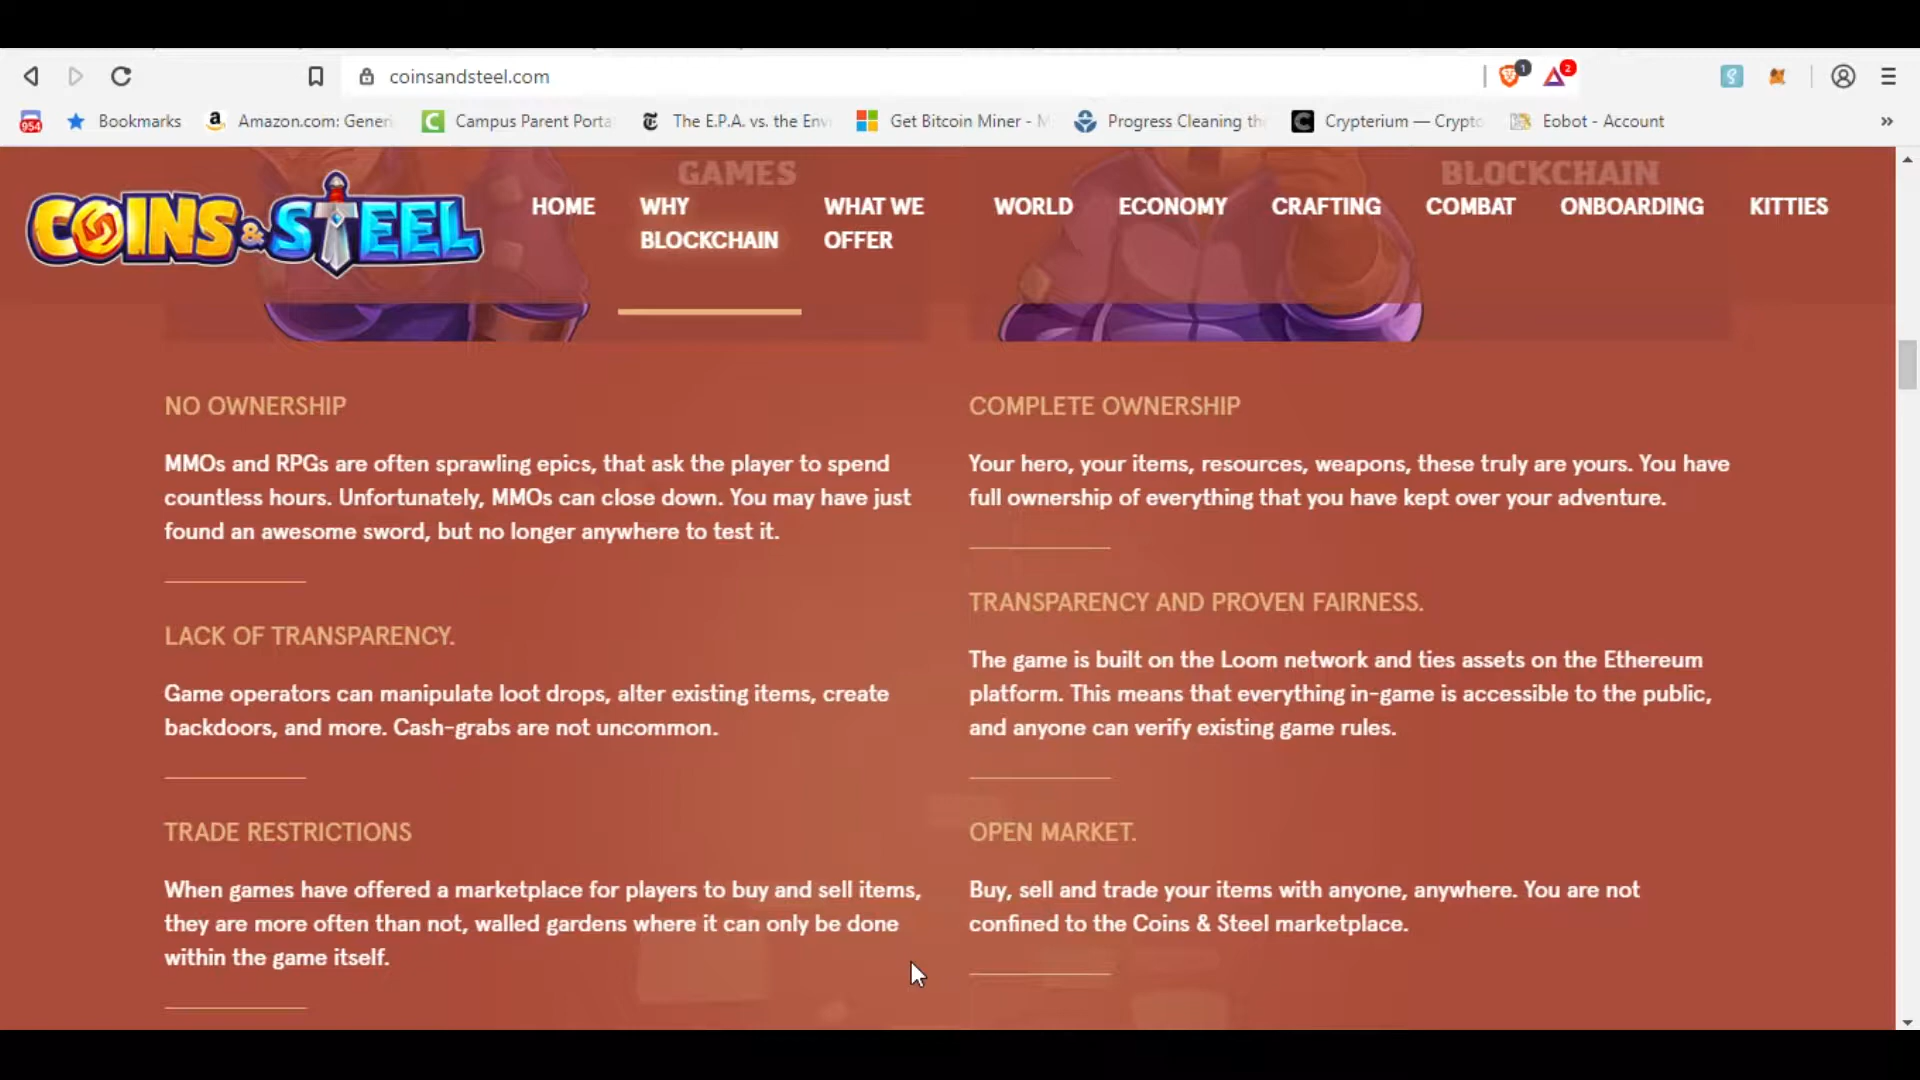 coinsandsteel.com
1
2
954
Bookmarks
Amazon.com: Generi
Campus Parent Porta
The E.P.A. vs. the Env
Get Bitcoin Miner - M
Progress Cleaning the
Crypterium — Crypto
Eobot - Account
»
GAMES
BLOCKCHAIN
COINS & STEEL
HOME
WHY
BLOCKCHAIN
WHAT WE
OFFER
WORLD
ECONOMY
CRAFTING
COMBAT
ONBOARDING
KITTIES
NO OWNERSHIP
MMOs and RPGs are often sprawling epics, that ask the player to spend
countless hours. Unfortunately, MMOs can close down. You may have just
found an awesome sword, but no longer anywhere to test it.
LACK OF TRANSPARENCY.
Game operators can manipulate loot drops, alter existing items, create
backdoors, and more. Cash-grabs are not uncommon.
TRADE RESTRICTIONS
When games have offered a marketplace for players to buy and sell items,
they are more often than not, walled gardens where it can only be done
within the game itself.
COMPLETE OWNERSHIP
Your hero, your items, resources, weapons, these truly are yours. You have
full ownership of everything that you have kept over your adventure.
TRANSPARENCY AND PROVEN FAIRNESS.
The game is built on the Loom network and ties assets on the Ethereum
platform. This means that everything in-game is accessible to the public,
and anyone can verify existing game rules.
OPEN MARKET.
Buy, sell and trade your items with anyone, anywhere. You are not
confined to the Coins & Steel marketplace.